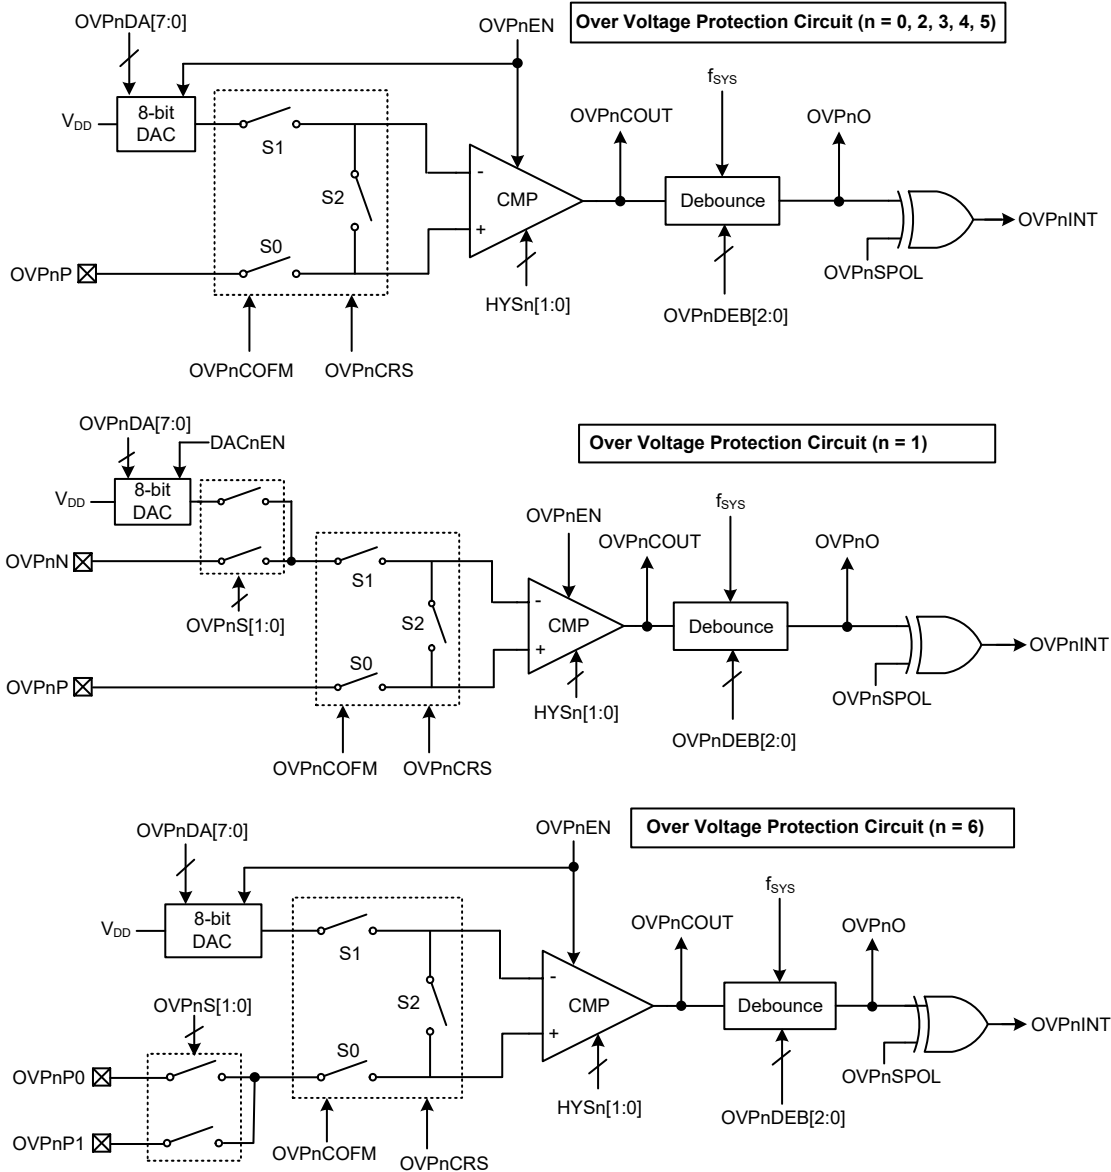 Over Voltage Protection Circuit (n = 0, 2, 3, 4, 5)
OVPnDA[7:0]
OVPnEN
8-bit
DAC
VDD
S1
S2
S0
OVPnP
OVPnCOFM
OVPnCRS
-
+
CMP
HYSn[1:0]
OVPnCOUT
fSYS
Debounce
OVPnDEB[2:0]
OVPnO
OVPnSPOL
OVPnINT
Over Voltage Protection Circuit (n = 1)
OVPnDA[7:0]
DACnEN
8-bit
DAC
VDD
OVPnN
OVPnS[1:0]
S1
S2
S0
OVPnP
OVPnCOFM
OVPnCRS
OVPnEN
-
+
CMP
HYSn[1:0]
OVPnCOUT
fSYS
Debounce
OVPnDEB[2:0]
OVPnO
OVPnSPOL
OVPnINT
Over Voltage Protection Circuit (n = 6)
OVPnDA[7:0]
OVPnEN
8-bit
DAC
VDD
OVPnS[1:0]
OVPnP0
OVPnP1
S1
S2
S0
OVPnCOFM
OVPnCRS
-
+
CMP
HYSn[1:0]
OVPnCOUT
fSYS
Debounce
OVPnDEB[2:0]
OVPnO
OVPnSPOL
OVPnINT